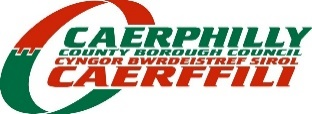 CAERPHILLY
COUNTY BOROUGH COUNCIL
CYNGOR BWRDEISTREF SIROL
CAERFFILI